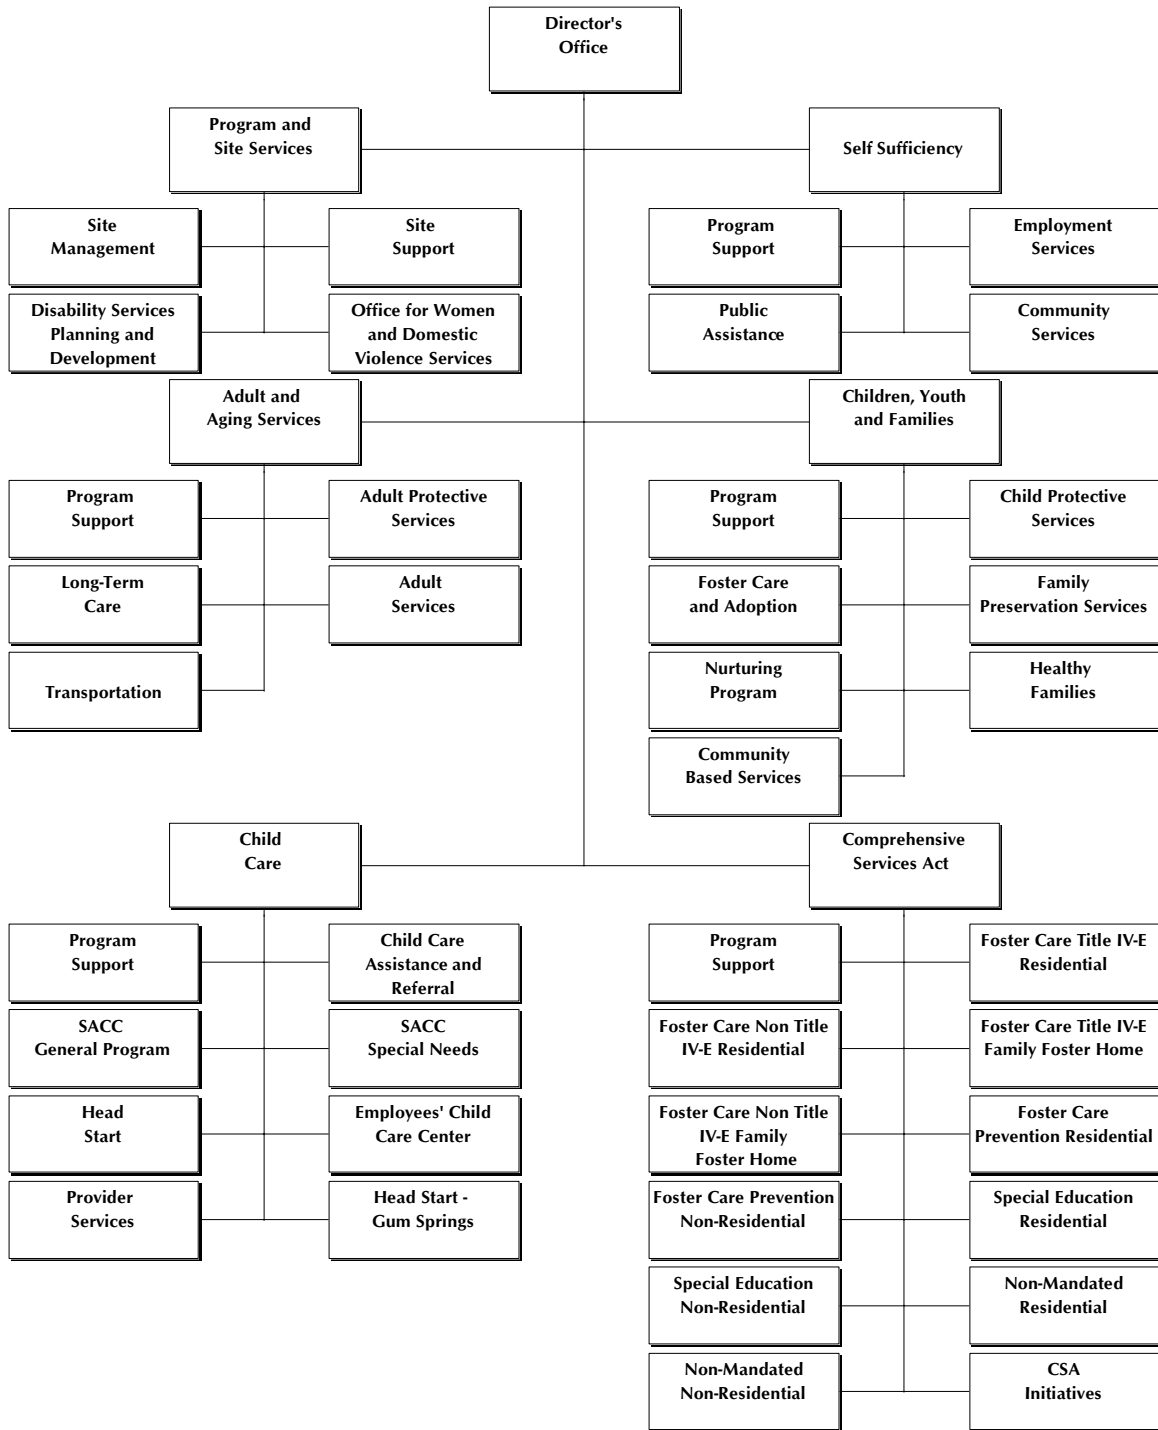 Director's
Office
Program and
Site Services
Self Sufficiency
Site
Management
Site
Support
Program
Support
Employment
Services
Disability Services
Planning and
Development
Office for Women
and Domestic
Violence Services
Public
Assistance
Community
Services
Adult and
Aging Services
Children, Youth
and Families
Program
Support
Adult Protective
Services
Program
Support
Child Protective
Services
Long-Term
Care
Adult
Services
Foster Care
and Adoption
Family
Preservation Services
Transportation
Nurturing
Program
Healthy
Families
Community
Based Services
Child
Care
Comprehensive
Services Act
Program
Support
Child Care
Assistance and
Referral
Program
Support
Foster Care Title IV-E
Residential
SACC
General Program
SACC
Special Needs
Foster Care Non Title
IV-E Residential
Foster Care Title IV-E
Family Foster Home
Head
Start
Employees' Child
Care Center
Foster Care Non Title
IV-E Family
Foster Home
Foster Care
Prevention Residential
Provider
Services
Head Start -
Gum Springs
Foster Care Prevention
Non-Residential
Special Education
Residential
Special Education
Non-Residential
Non-Mandated
Residential
Non-Mandated
Non-Residential
CSA
Initiatives